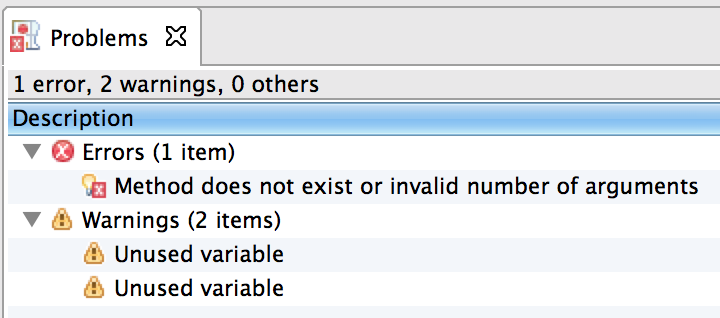 Problems
1 error, 2 warnings, 0 others
Description
Errors (1 item)
Method does not exist or invalid number of arguments
Warnings (2 items)
Unused variable
Unused variable